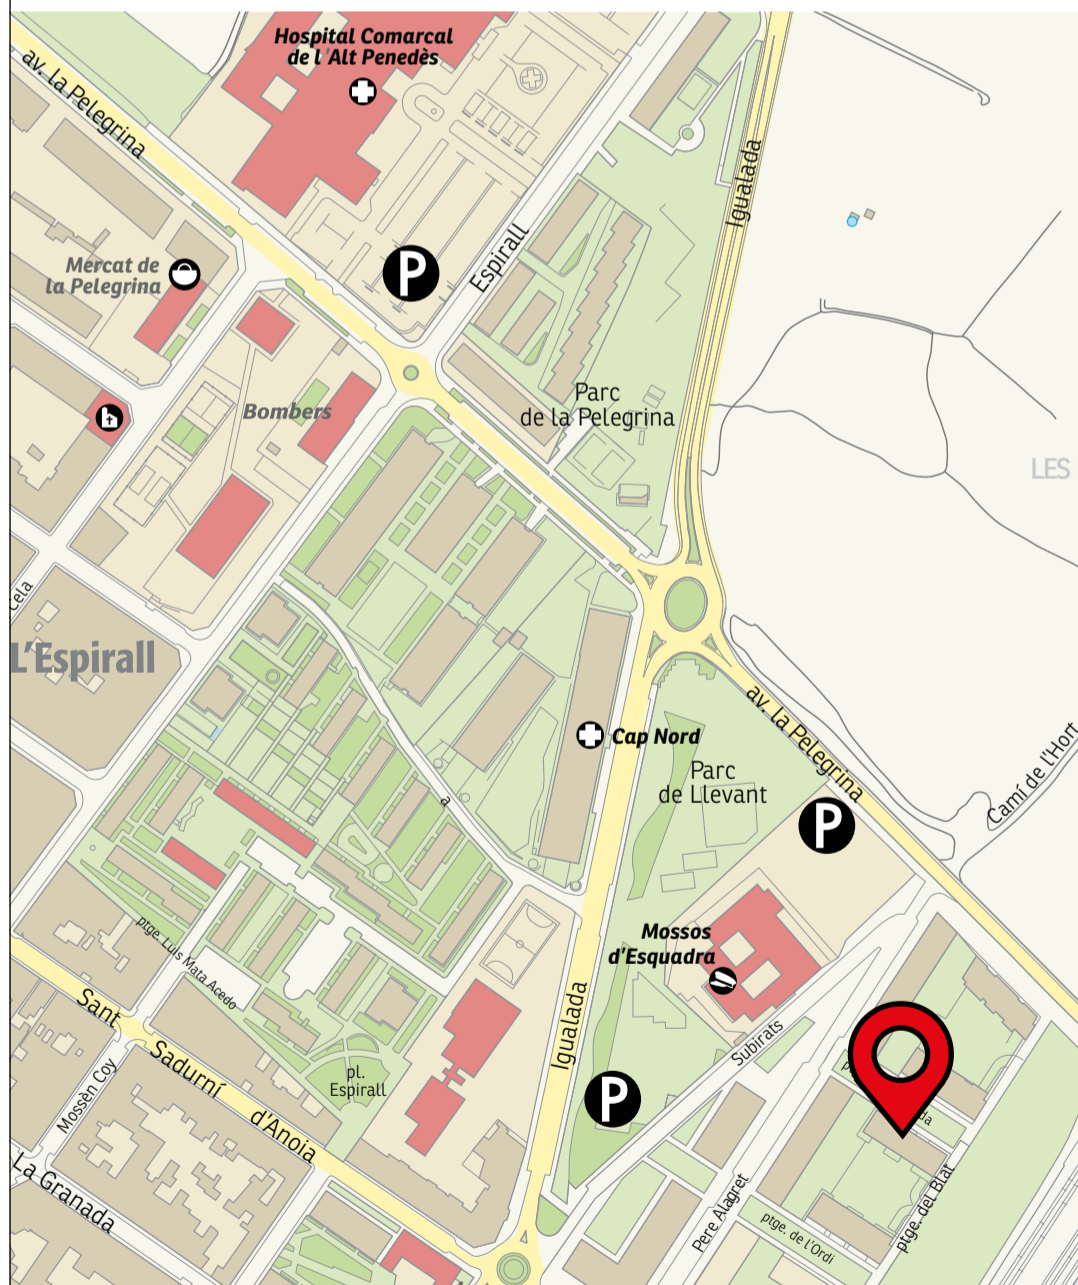 Hospital Comarcal
de l'Alt Penedès
av. la Pelegrina
Igualada
Espirall
Mercat de
la Pelegrina
P
Bombers
Parc
de la Pelegrina
LES
cela
L'Espirall
Cap Nord
av. la Pelegrina
Parc
de Llevant
Camí de l'Hort
P
a
Mossos
d'Esquadra
ptge. Luis Mata Acedo
Sant
Sadurní
d'Anoia
Igualada
Subirats
pl.
Espirall
Mossèn Coy
P
da
La Granada
Pere Alagret
ptge. de l'Ordi
ptge. del Blat